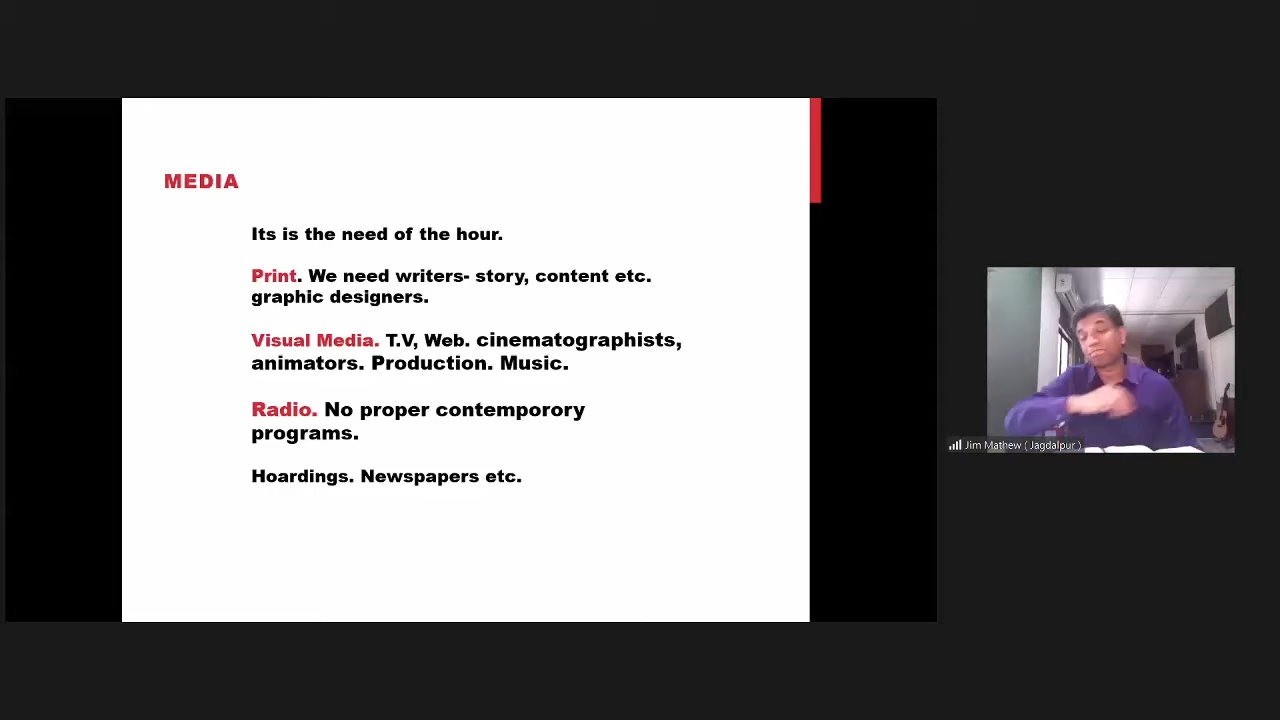 MEDIA
Its is the need of the hour.
Print. We need writers- story, content etc.
graphic designers.
Visual Media. T.V, Web. cinematographists,
animators. Production. Music.
Radio. No proper contemporory
programs.
Hoardings. Newspapers etc.
Jim Mathew ( Jagdalpur )